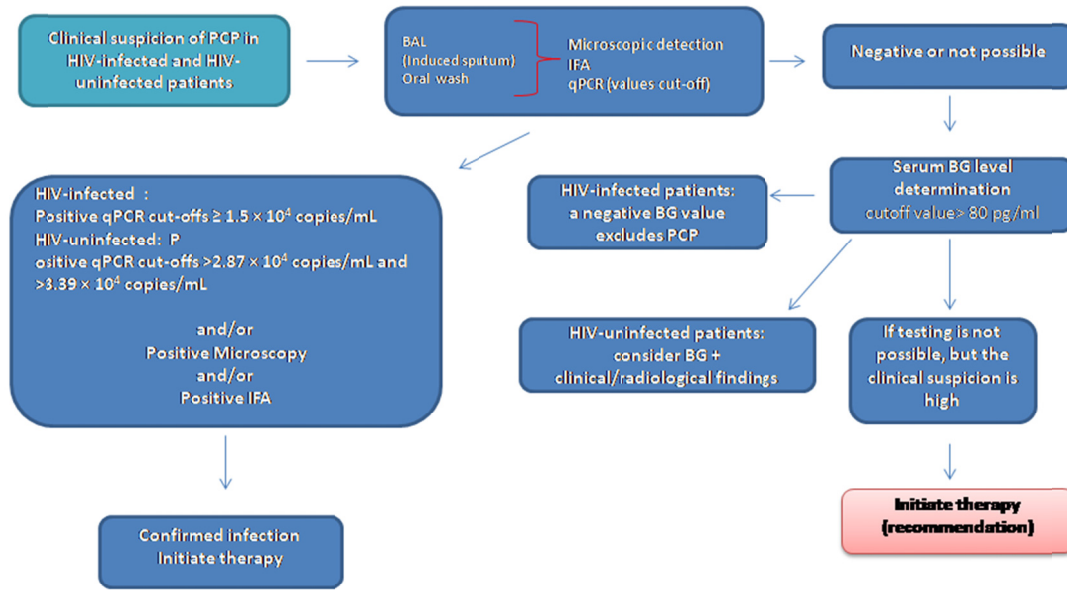 Clinical suspicion of PCP in
HIV-infected and HIV-
uninfected patients
BAL
(Induced sputum)
Oral wash
Microscopic detection
IFA
qPCR (values cut-off)
Negative or not possible
HIV-infected :
Positive qPCR cut-offs ≥ 1.5 × 10⁴ copies/mL
HIV-uninfected: P
ositive qPCR cut-offs >2.87 × 10⁴ copies/mL and
>3.39 × 10⁴ copies/mL
and/or
Positive Microscopy
and/or
Positive IFA
HIV-infected patients:
a negative BG value
excludes PCP
Serum BG level
determination
cutoff value> 80 pg/ml
HIV-uninfected patients:
consider BG +
clinical/radiological findings
If testing is not
possible, but the
clinical suspicion is
high
Confirmed infection
Initiate therapy
Initiate therapy
(recommendation)